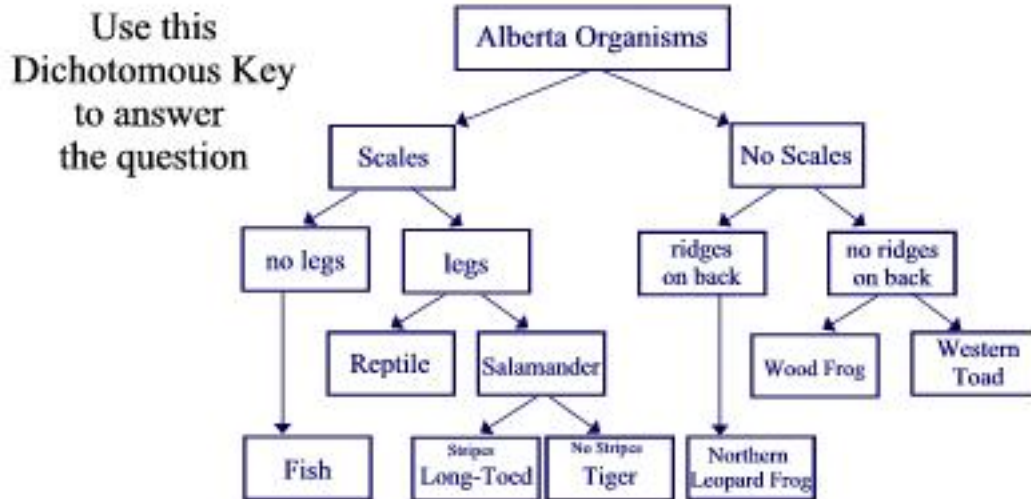 Use this
Dichotomous Key
to answer
the question
Alberta Organisms
Scales
No Scales
no legs
legs
ridges
on back
no ridges
on back
Reptile
Salamander
Wood Frog
Western
Toad
Fish
Stripes
Long-Toed
No Stripes
Tiger
Northern
Leopard Frog